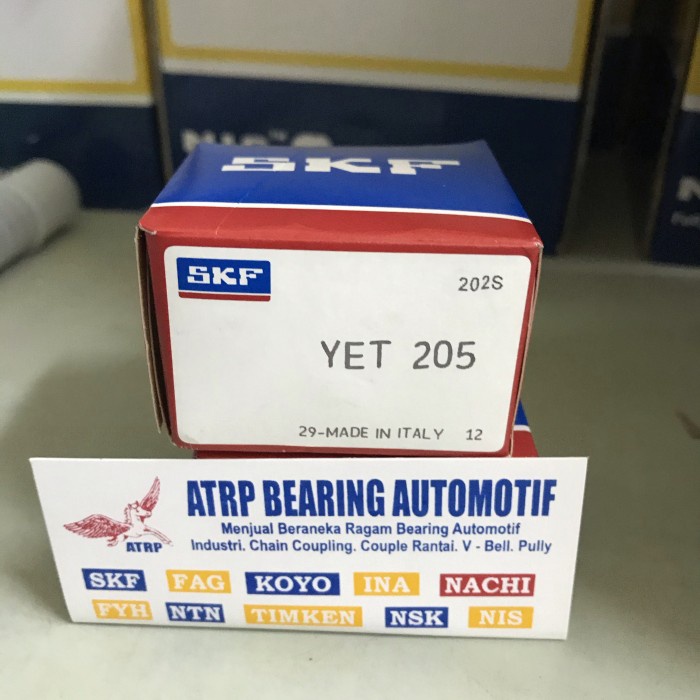 SKF
SKF
202S
YET 205
29-MADE IN ITALY 12
ATRP BEARING AUTOMOTIF
Menjual Beraneka Ragam Bearing Automotif
Industri. Chain Coupling. Couple Rantai. V - Bell. Pully
ATRP
SKF FAG KOYO INA NACHI
FYH NTN TIMKEN NSK NIS